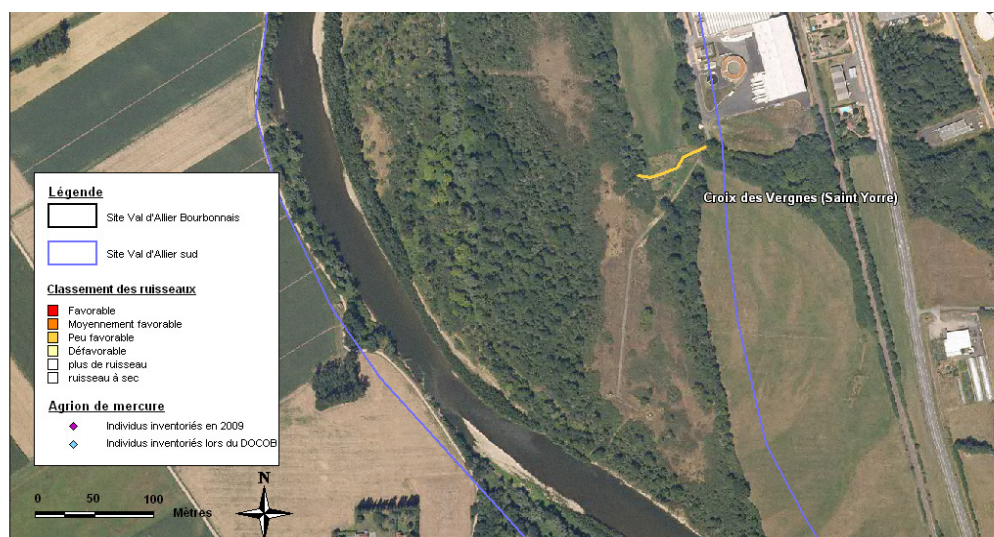 Croix des Vergnes (Saint Yorre)
Légende
Site Val d'Allier Bourbonnais
Site Val d'Allier sud
Classement des ruisseaux
Favorable
Moyennement favorable
Peu favorable
Défavorable
plus de ruisseau
ruisseau à sec
Agrion de mercure
Individus inventoriés en 2009
Individus inventoriés lors du DOCOB
0 50 100
Mètres
N